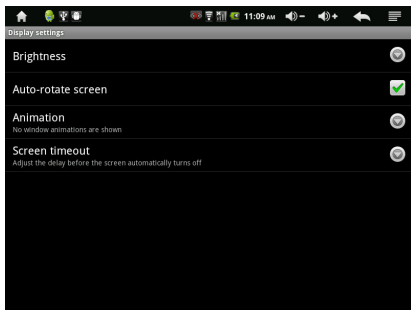 11:09 AM
Display settings
Brightness
Auto-rotate screen
Animation
No window animations are shown
Screen timeout
Adjust the delay before the screen automatically turns off